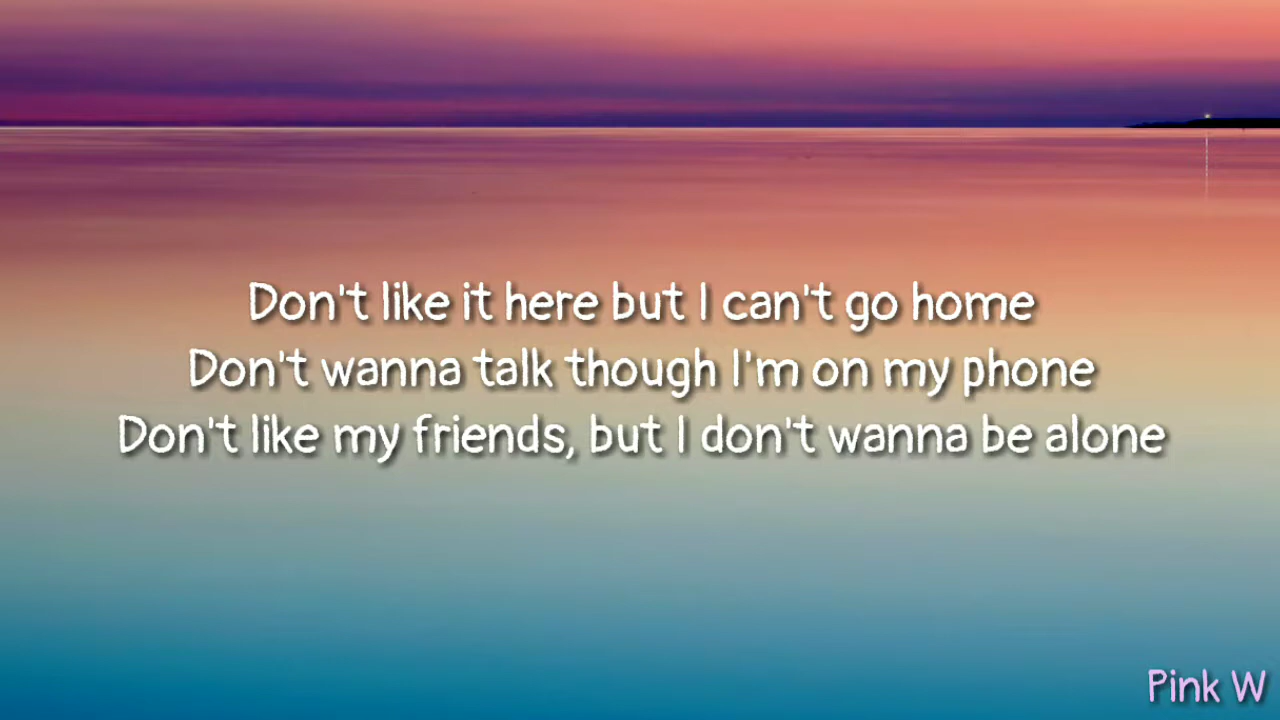 Don't like it here but I can't go home
Don't wanna talk though I'm on my phone
Don't like my friends, but I don't wanna be alone
Pink W